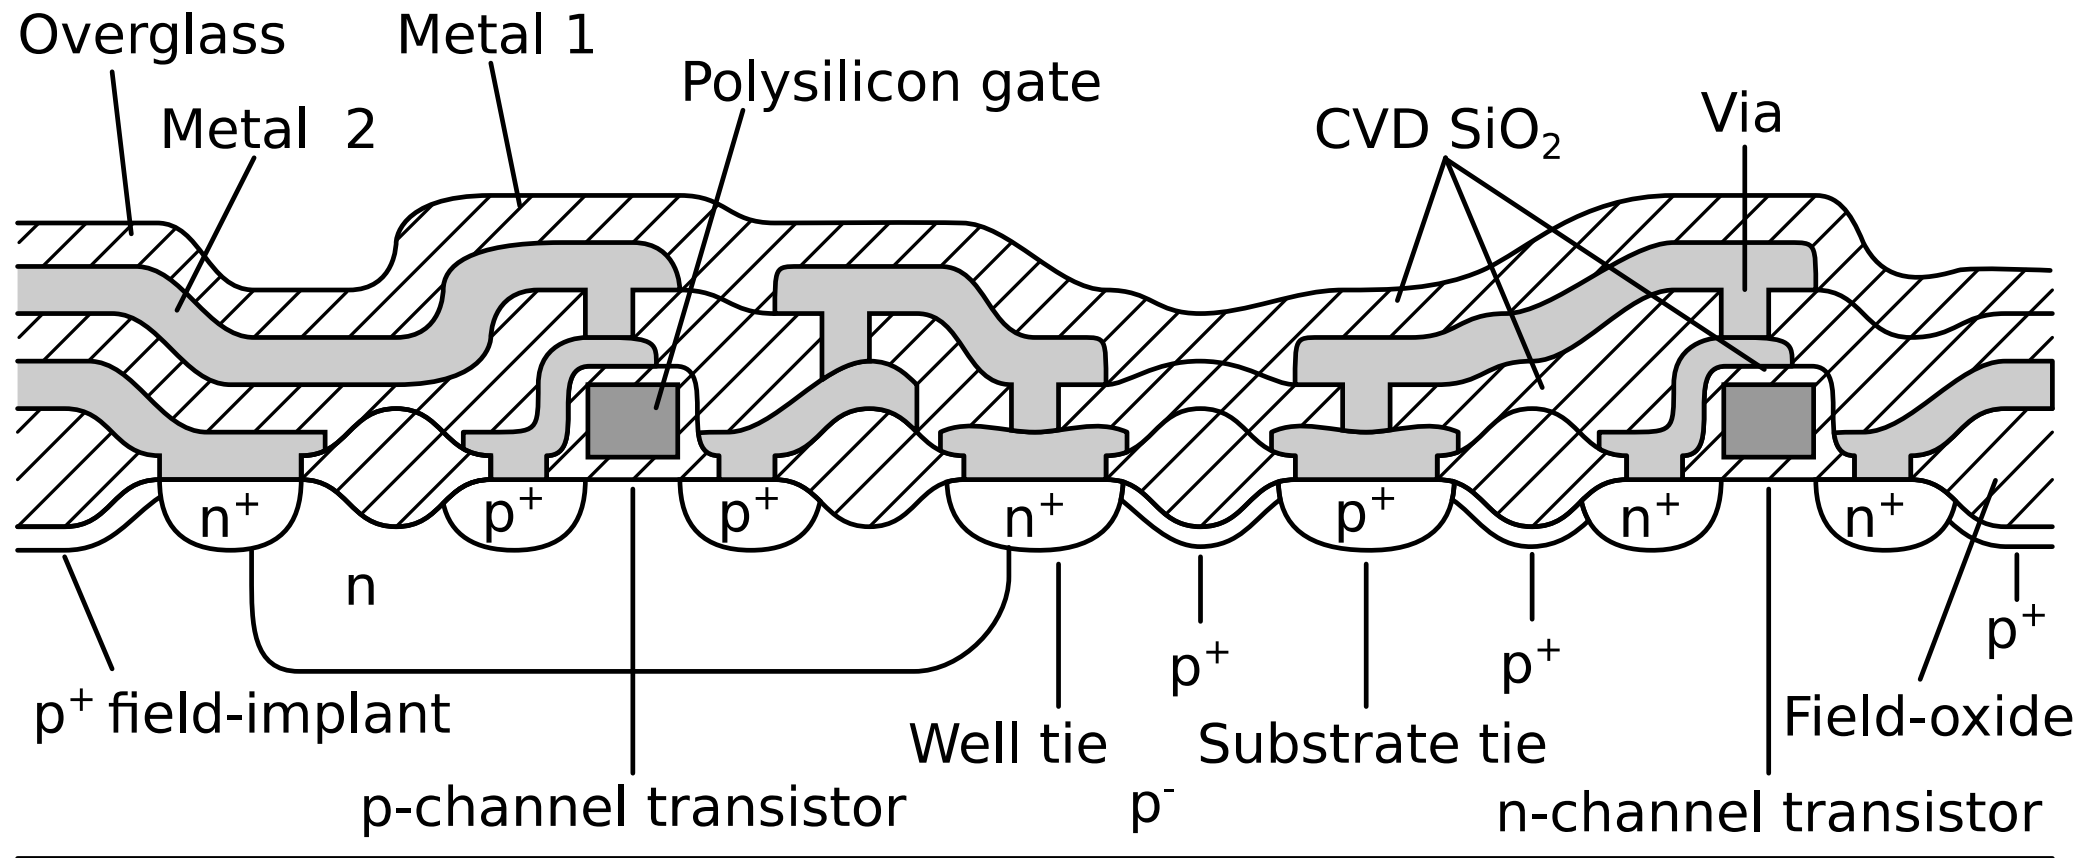 Overglass
Metal 1
Polysilicon gate
Metal 2
CVD SiO₂
Via
n⁺
p⁺
p⁺
n⁺
p⁺
n⁺
n⁺
n
p⁺
p⁺
p⁺
p⁺ field-implant
Well tie
Substrate tie
Field-oxide
p-channel transistor
p⁻
n-channel transistor